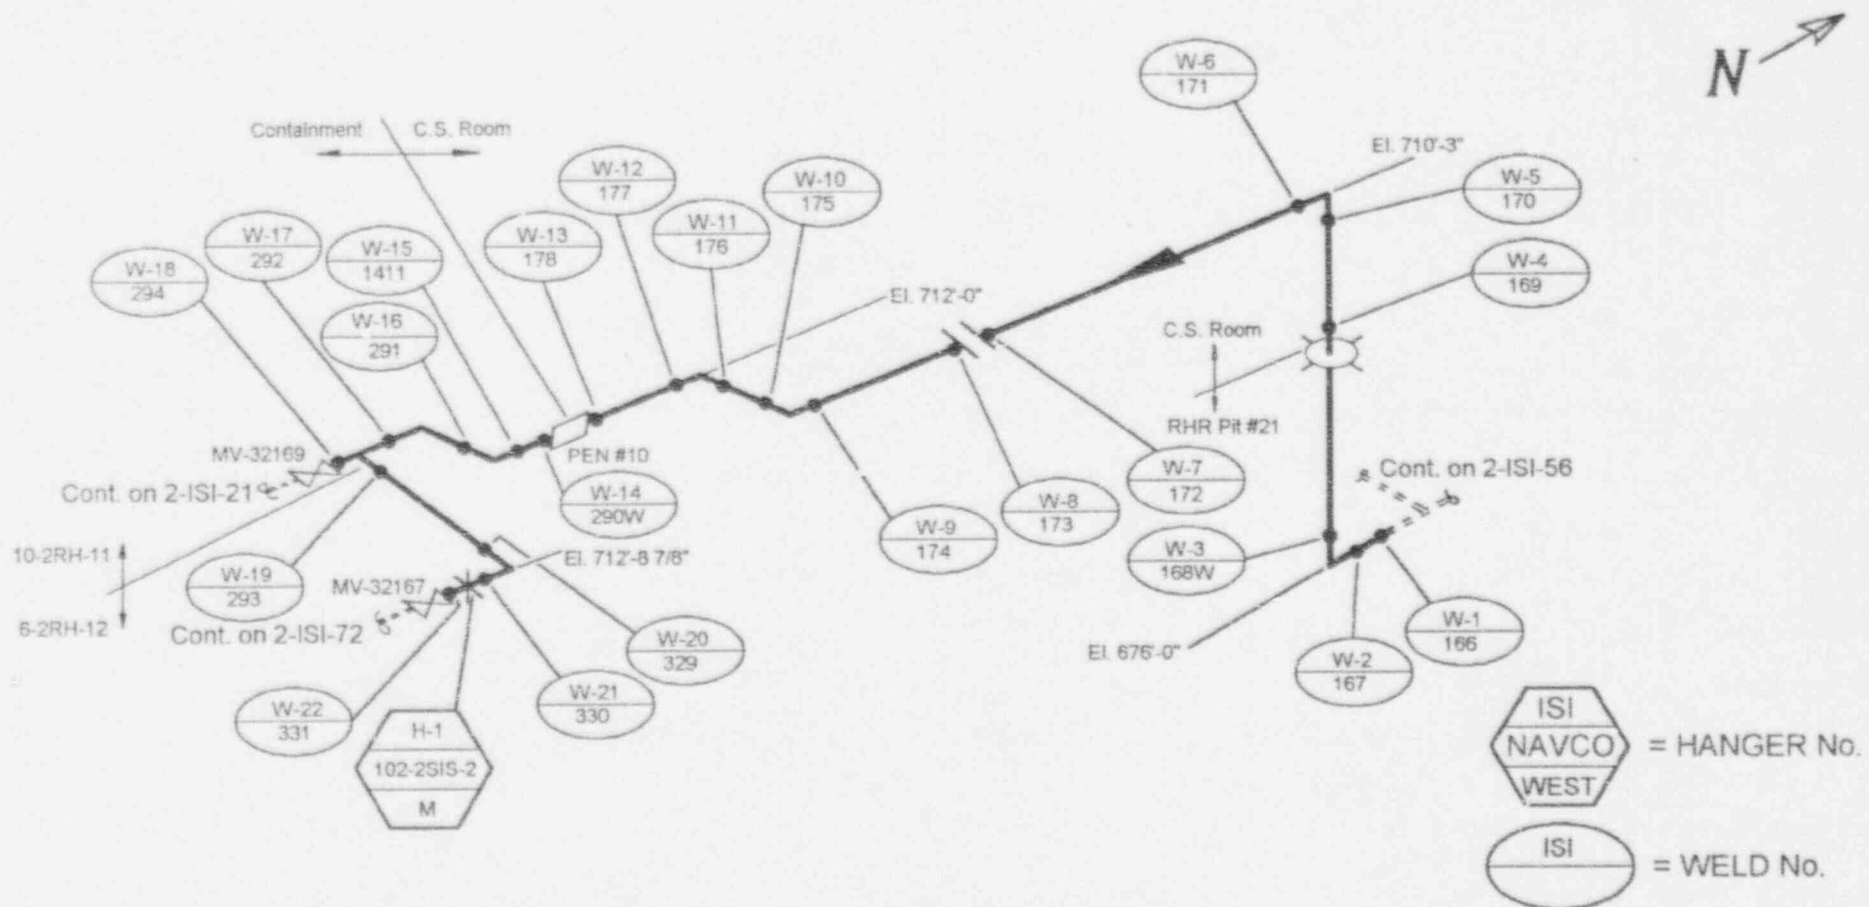 N
W-6
171
El. 710'-3"
Containment
C.S. Room
W-12
177
W-10
175
W-5
170
W-17
292
W-15
1411
W-13
178
W-11
176
W-18
294
W-4
169
W-16
291
El. 712'-0"
C.S. Room
RHR Pit #21
MV-32169
PEN #10
Cont. on 2-ISI-21
Cont. on 2-ISI-56
W-14
290W
W-7
172
W-8
173
W-9
174
W-3
168W
10-2RH-11
6-2RH-12
El. 712'-8 7/8"
W-19
293
MV-32167
Cont. on 2-ISI-72
W-20
329
W-1
166
El. 676'-0"
W-2
167
W-22
331
W-21
330
H-1
102-2SIS-2
M
ISI
NAVCO
WEST
= HANGER No.
ISI
= WELD No.